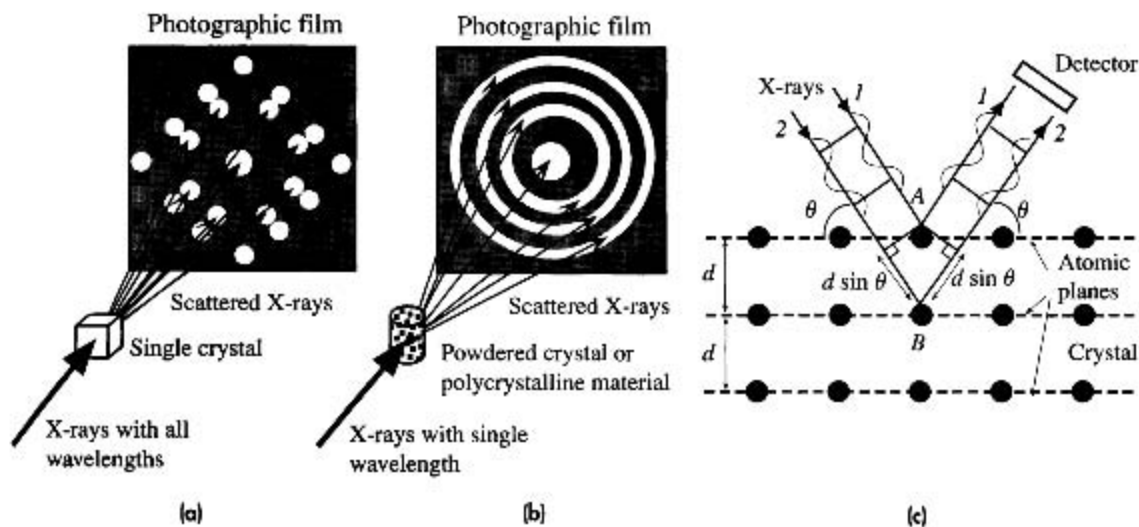 Photographic film
Scattered X-rays
Single crystal
X-rays with all
wavelengths
(a)
Photographic film
Scattered X-rays
Powdered crystal or
polycrystalline material
X-rays with single
wavelength
(b)
Detector
X-rays
1
2
1
2
A
θ
θ
d
d sin θ
d sin θ
Atomic
planes
B
d
Crystal
(c)